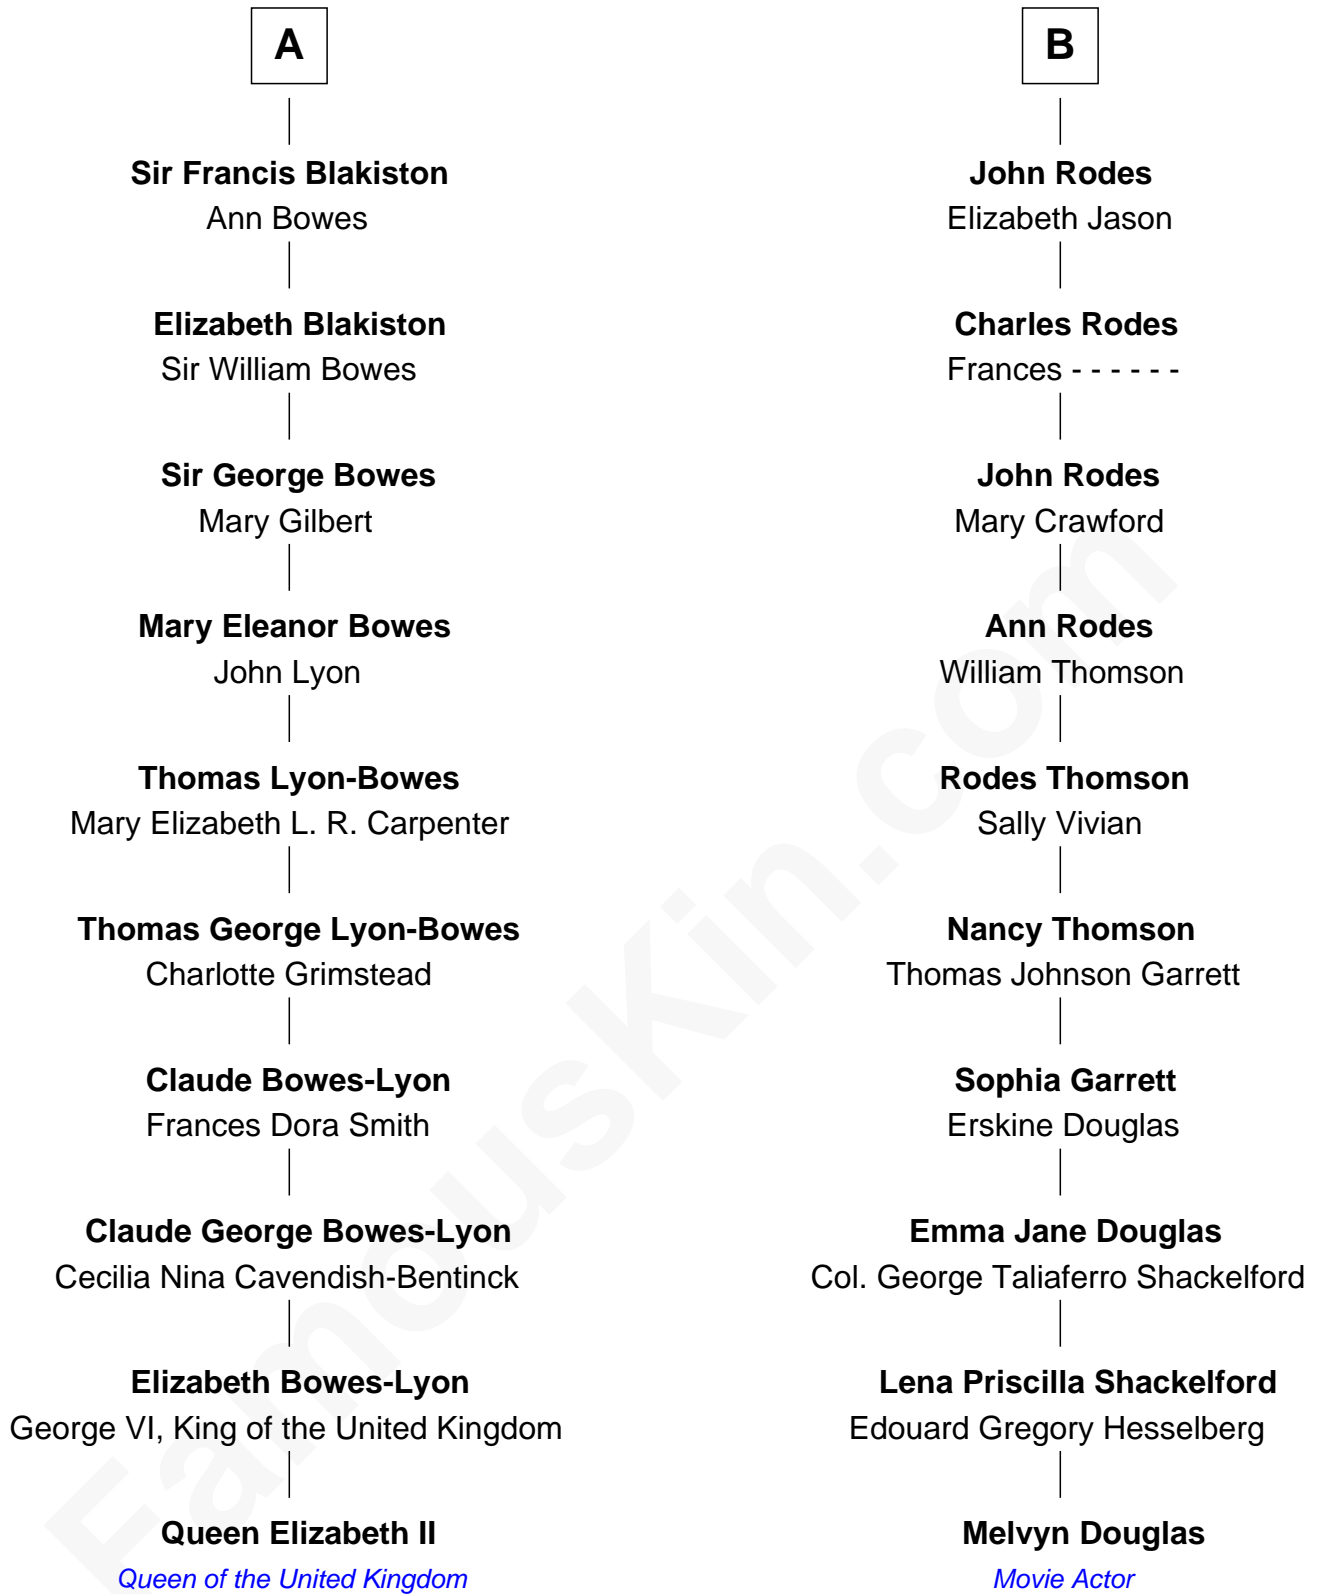 A
Sir Francis Blakiston
Ann Bowes
Elizabeth Blakiston
Sir William Bowes
Sir George Bowes
Mary Gilbert
Mary Eleanor Bowes
John Lyon
Thomas Lyon-Bowes
Mary Elizabeth L. R. Carpenter
Thomas George Lyon-Bowes
Charlotte Grimstead
Claude Bowes-Lyon
Frances Dora Smith
Claude George Bowes-Lyon
Cecilia Nina Cavendish-Bentinck
Elizabeth Bowes-Lyon
George VI, King of the United Kingdom
Queen Elizabeth II
Queen of the United Kingdom
B
John Rodes
Elizabeth Jason
Charles Rodes
Frances - - - - - -
John Rodes
Mary Crawford
Ann Rodes
William Thomson
Rodes Thomson
Sally Vivian
Nancy Thomson
Thomas Johnson Garrett
Sophia Garrett
Erskine Douglas
Emma Jane Douglas
Col. George Taliaferro Shackelford
Lena Priscilla Shackelford
Edouard Gregory Hesselberg
Melvyn Douglas
Movie Actor
FamousKin.com